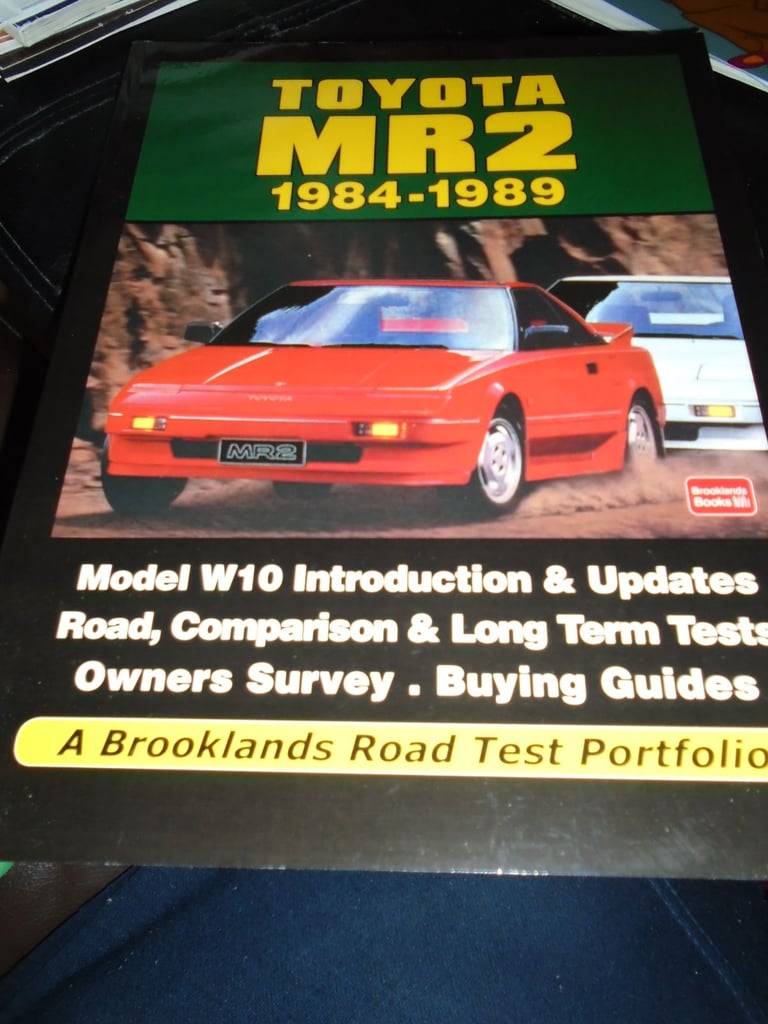 TOYOTA
MR2
1984-1989
TOYOTA
MR2
Brooklands
Books
Model W10 Introduction & Updates
Road, Comparison & Long Term Tests
Owners Survey . Buying Guides
A Brooklands Road Test Portfolio